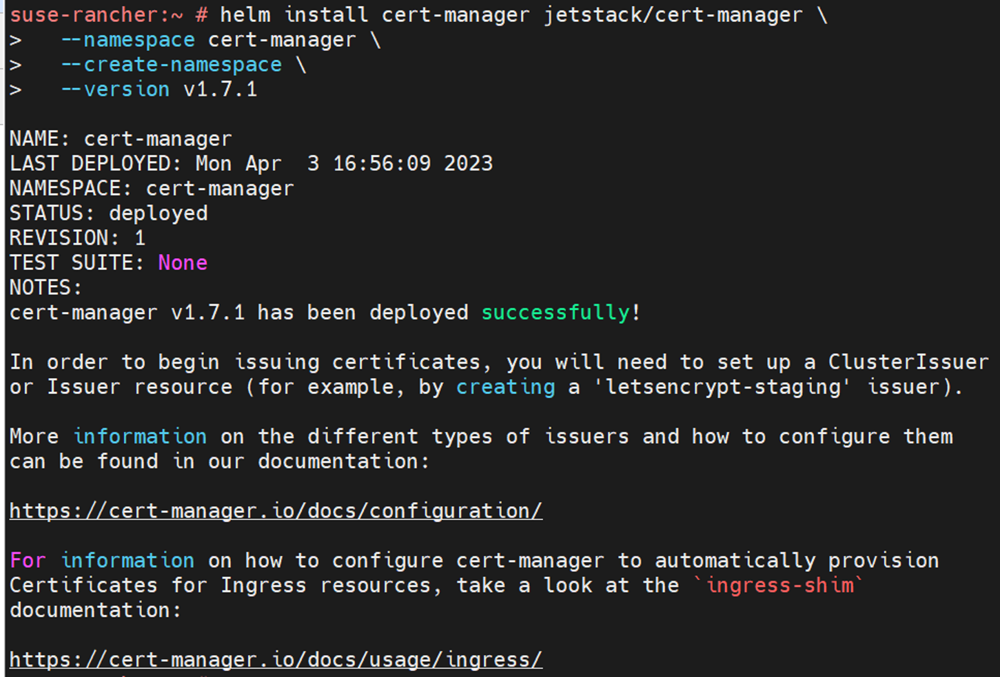 suse-rancher:~ # helm install cert-manager jetstack/cert-manager \
>   --namespace cert-manager \
>   --create-namespace \
>   --version v1.7.1
NAME: cert-manager
LAST DEPLOYED: Mon Apr  3 16:56:09 2023
NAMESPACE: cert-manager
STATUS: deployed
REVISION: 1
TEST SUITE: None
NOTES:
cert-manager v1.7.1 has been deployed successfully!
In order to begin issuing certificates, you will need to set up a ClusterIssuer
or Issuer resource (for example, by creating a 'letsencrypt-staging' issuer).
More information on the different types of issuers and how to configure them
can be found in our documentation:
https://cert-manager.io/docs/configuration/
For information on how to configure cert-manager to automatically provision
Certificates for Ingress resources, take a look at the `ingress-shim`
documentation:
https://cert-manager.io/docs/usage/ingress/